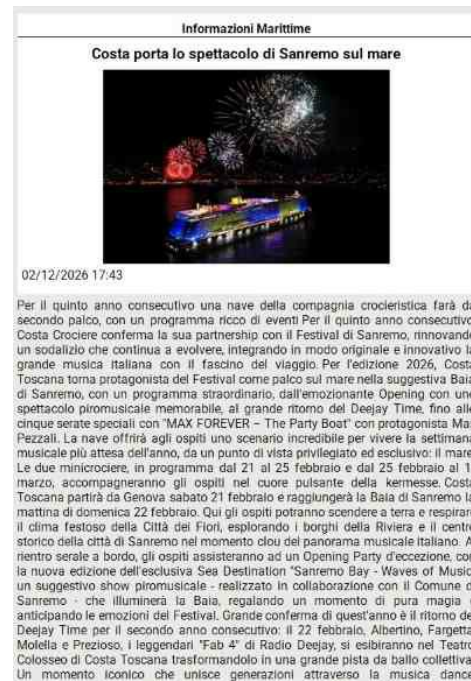 Informazioni Marittime
Costa porta lo spettacolo di Sanremo sul mare
02/12/2026 17:43
Per il quinto anno consecutivo una nave della compagnia crocieristica farà da
secondo palco, con un programma ricco di eventi Per il quinto anno consecutivo
Costa Crociere conferma la sua partnership con il Festival di Sanremo, rinnovando
un sodalizio che continua a evolvere, integrando in modo originale e innovativo la
grande musica italiana con il fascino del viaggio. Per l'edizione 2026, Costa
Toscana torna protagonista del Festival come palco sul mare nella suggestiva Baia
di Sanremo, con un programma straordinario, dall'emozionante Opening con uno
spettacolo piromusicale memorabile, al grande ritorno del Deejay Time, fino alle
cinque serate speciali con "MAX FOREVER – The Party Boat" con protagonista Max
Pezzali. La nave offrirà agli ospiti uno scenario incredibile per vivere la settimana
musicale più attesa dell'anno, da un punto di vista privilegiato ed esclusivo: il mare.
Le due minicrociere, in programma dal 21 al 25 febbraio e dal 25 febbraio al 1
marzo, accompagneranno gli ospiti nel cuore pulsante della kermesse. Costa
Toscana partirà da Genova sabato 21 febbraio e raggiungerà la Baia di Sanremo la
mattina di domenica 22 febbraio. Qui gli ospiti potranno scendere a terra e respirare
il clima festoso della Città dei Fiori, esplorando i borghi della Riviera e il centro
storico della città di Sanremo nel momento clou del panorama musicale italiano. Al
rientro serale a bordo, gli ospiti assisteranno ad un Opening Party d'eccezione, con
la nuova edizione dell'esclusiva Sea Destination "Sanremo Bay - Waves of Music,
un suggestivo show piromusicale - realizzato in collaborazione con il Comune di
Sanremo - che illuminerà la Baia, regalando un momento di pura magia e
anticipando le emozioni del Festival. Grande conferma di quest'anno è il ritorno del
Deejay Time per il secondo anno consecutivo: il 22 febbraio, Albertino, Fargetta,
Molella e Prezioso, i leggendari "Fab 4" di Radio Deejay, si esibiranno nel Teatro
Colosseo di Costa Toscana trasformandolo in una grande pista da ballo collettiva.
Un momento iconico che unisce generazioni attraverso la musica dance